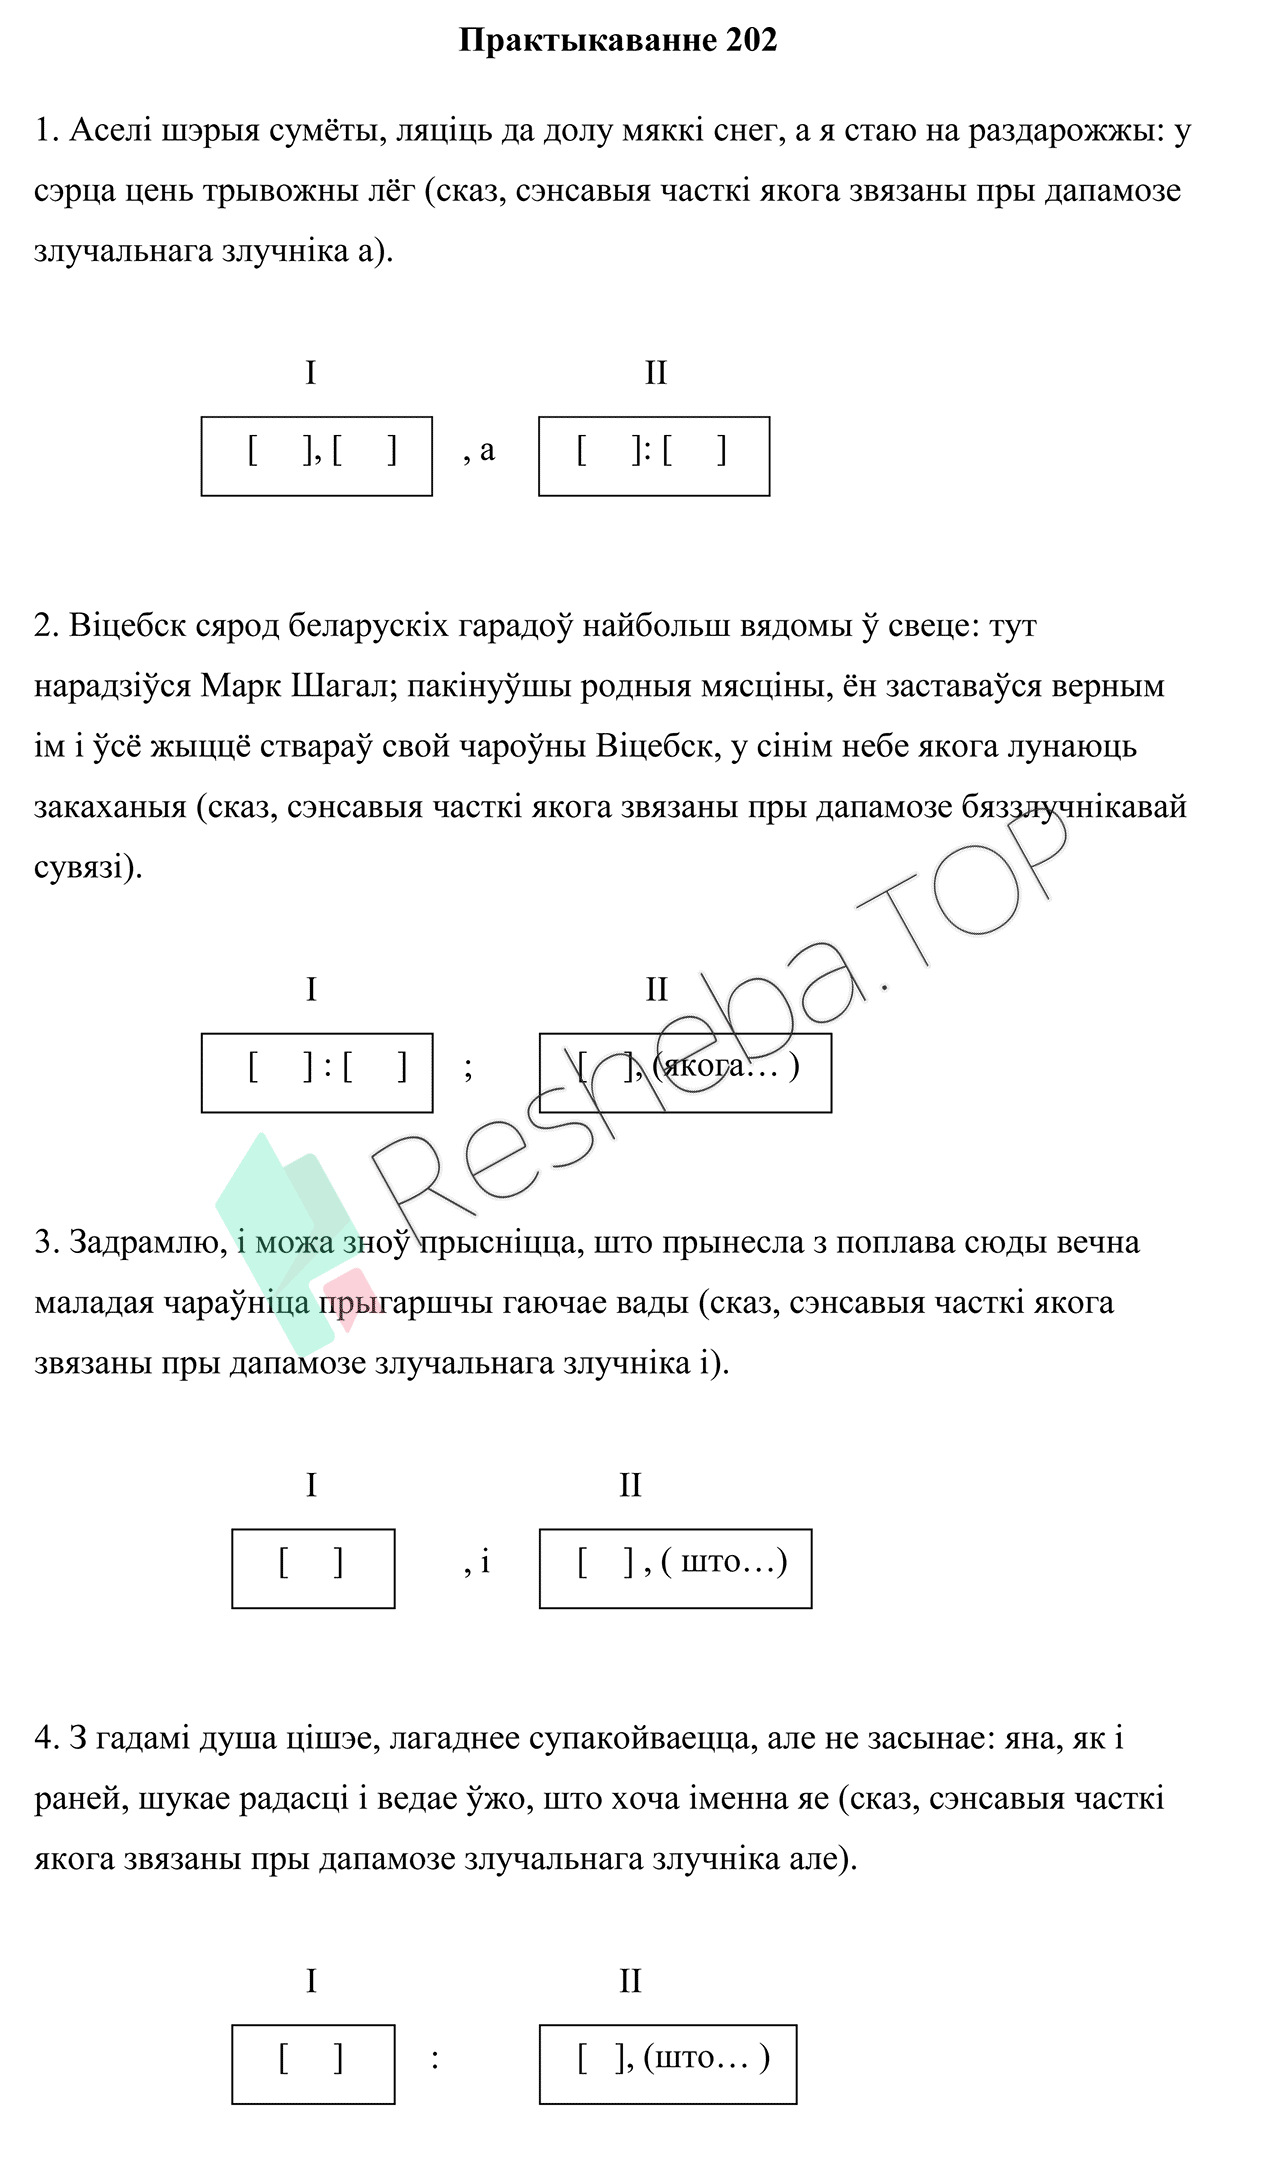 Практыкаванне 202
1. Аселі шэрыя сумёты, ляціць да долу мяккі снег, а я стаю на раздарожжы: у
сэрца цень трывожны лёг (сказ, сэнсавыя часткі якога звязаны пры дапамозе
злучальнага злучніка а).
I II
[ ], [ ] , а [ ]: [ ]
2. Віцебск сярод беларускіх гарадоў найбольш вядомы ў свеце: тут
нарадзіўся Марк Шагал; пакінуўшы родныя мясціны, ён заставаўся верным
ім і ўсё жыццё ствараў свой чароўны Віцебск, у сінім небе якога лунаюць
закаханыя (сказ, сэнсавыя часткі якога звязаны пры дапамозе бяззлучнікавай
сувязі).
I II
[ ] : [ ] ; [ ], (якога… )
Resheba.TOP
3. Задрамлю, і можа зноў прысніцца, што прынесла з поплава сюды вечна
маладая чараўніца прыгаршчы гаючае вады (сказ, сэнсавыя часткі якога
звязаны пры дапамозе злучальнага злучніка і).
I II
[ ] , і [ ] , ( што…)
4. З гадамі душа цішэе, лагаднее супакойваецца, але не засынае: яна, як і
раней, шукае радасці і ведае ўжо, што хоча іменна яе (сказ, сэнсавыя часткі
якога звязаны пры дапамозе злучальнага злучніка але).
I II
[ ] : [ ], (што… )